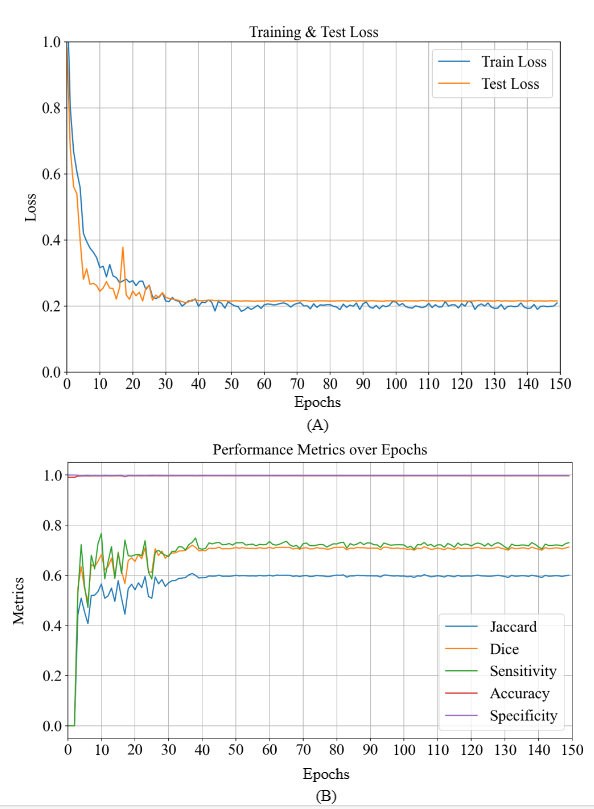 Training & Test Loss
1.0
0.8
0.6
0.4
0.2
0.0
Loss
Train Loss
Test Loss
0 10 20 30 40 50 60 70 80 90 100 110 120 130 140 150
Epochs
(A)
Performance Metrics over Epochs
1.0
0.8
0.6
0.4
0.2
0.0
Metrics
Jaccard
Dice
Sensitivity
Accuracy
Specificity
0 10 20 30 40 50 60 70 80 90 100 110 120 130 140 150
Epochs
(B)